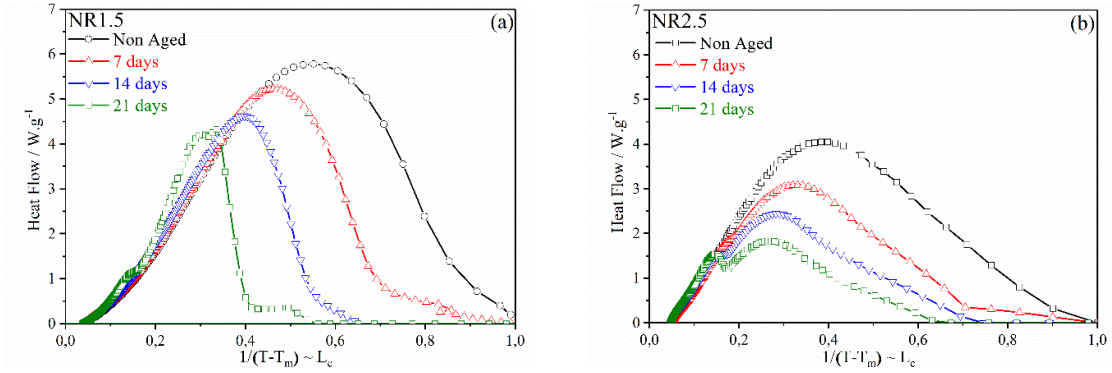 NR1.5
(a)
Non Aged
7 days
14 days
21 days
Heat Flow / W.g-1
7
6
5
4
3
2
1
0
0,0 0,2 0,4 0,6 0,8 1,0
1/(T-Tm) ~ Lc
NR2.5
(b)
Non Aged
7 days
14 days
21 days
Heat Flow / W.g-1
7
6
5
4
3
2
1
0
0,0 0,2 0,4 0,6 0,8 1,0
1/(T-Tm) ~ Lc